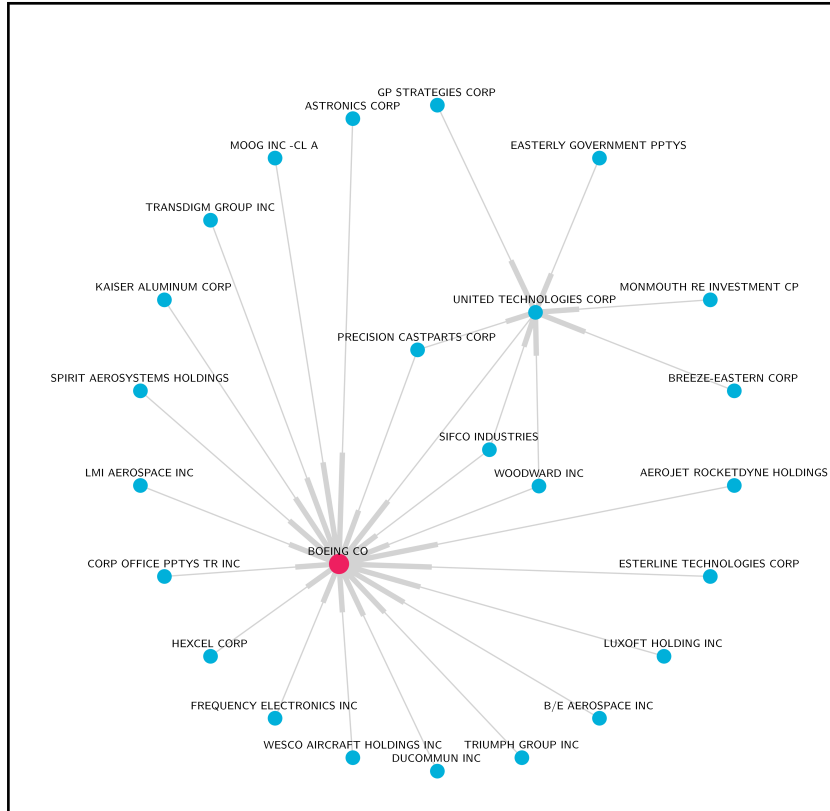 GP STRATEGIES CORP
ASTRONICS CORP
MOOG INC -CL A
EASTERLY GOVERNMENT PPTYS
TRANSDIGM GROUP INC
KAISER ALUMINUM CORP
MONMOUTH RE INVESTMENT CP
UNITED TECHNOLOGIES CORP
PRECISION CASTPARTS CORP
SPIRIT AEROSYSTEMS HOLDINGS
BREEZE-EASTERN CORP
SIFCO INDUSTRIES
LMI AEROSPACE INC
WOODWARD INC
AEROJET ROCKETDYNE HOLDINGS
BOEING CO
CORP OFFICE PPTYS TR INC
ESTERLINE TECHNOLOGIES CORP
HEXCEL CORP
LUXOFT HOLDING INC
FREQUENCY ELECTRONICS INC
B/E AEROSPACE INC
WESCO AIRCRAFT HOLDINGS INC
TRIUMPH GROUP INC
DUCOMMUN INC